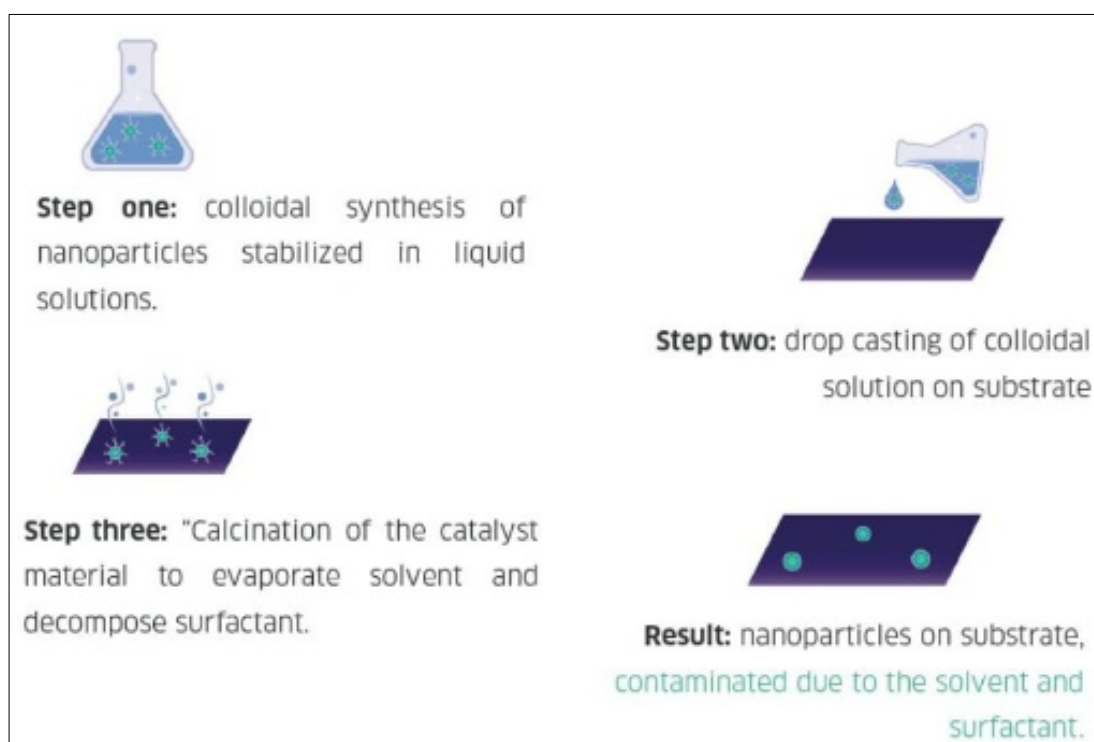 Step one: colloidal synthesis of
nanoparticles stabilized in liquid
solutions.
Step two: drop casting of colloidal
solution on substrate
Step three: "Calcination of the catalyst
material to evaporate solvent and
decompose surfactant.
Result: nanoparticles on substrate,
contaminated due to the solvent and
surfactant.